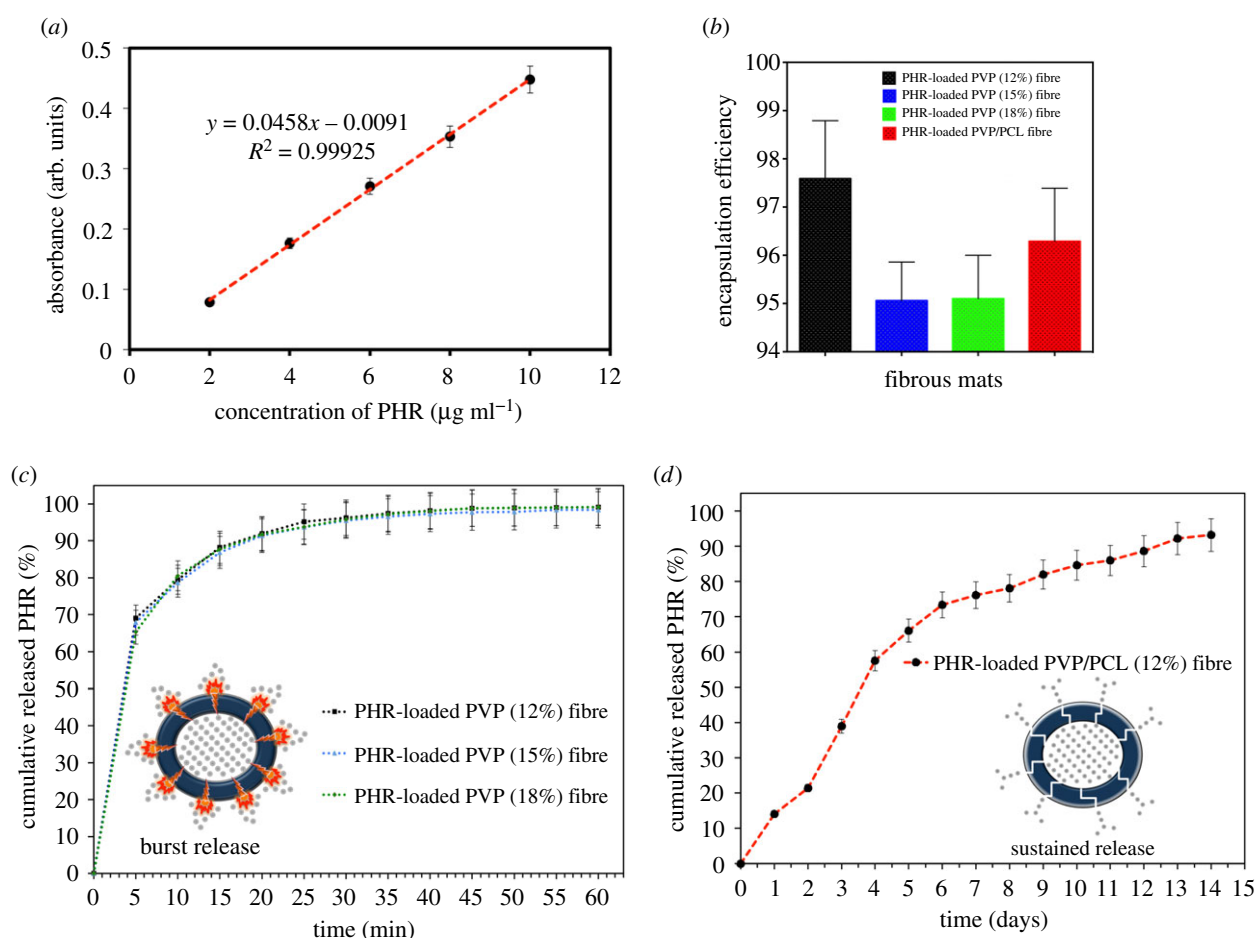 (a)
0.5
0.4
0.3
0.2
0.1
0
absorbance (arb. units)
y = 0.0458x – 0.0091
R² = 0.99925
0 2 4 6 8 10 12
concentration of PHR (μg ml⁻¹)
(b)
100
99
98
97
96
95
94
encapsulation efficiency
PHR-loaded PVP (12%) fibre
PHR-loaded PVP (15%) fibre
PHR-loaded PVP (18%) fibre
PHR-loaded PVP/PCL fibre
fibrous mats
(c)
100
90
80
70
60
50
40
30
20
10
0
cumulative released PHR (%)
PHR-loaded PVP (12%) fibre
PHR-loaded PVP (15%) fibre
PHR-loaded PVP (18%) fibre
burst release
0 5 10 15 20 25 30 35 40 45 50 55 60
time (min)
(d)
100
90
80
70
60
50
40
30
20
10
0
cumulative released PHR (%)
PHR-loaded PVP/PCL (12%) fibre
sustained release
0 1 2 3 4 5 6 7 8 9 10 11 12 13 14 15
time (days)